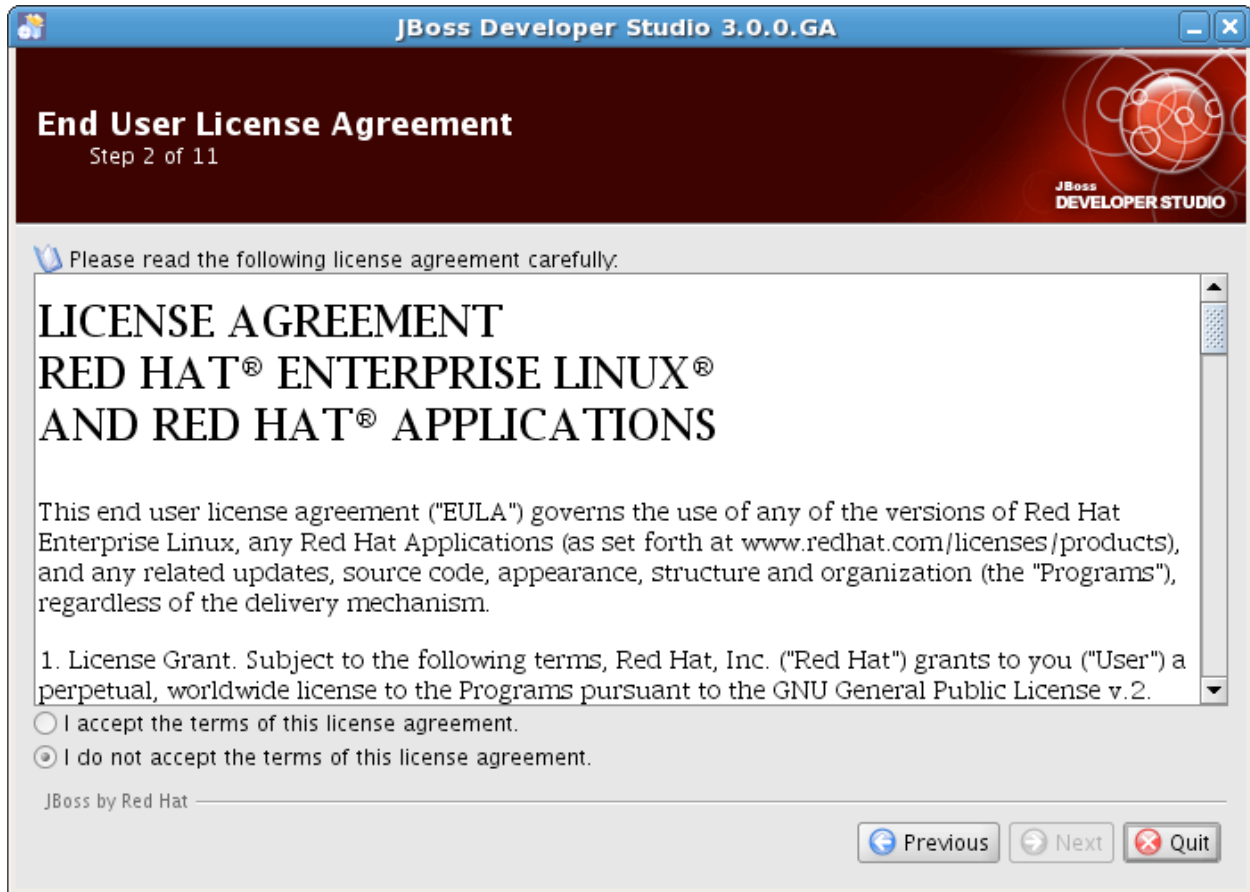 JBoss Developer Studio 3.0.0.GA
End User License Agreement
Step 2 of 11
JBoss
DEVELOPER STUDIO
Please read the following license agreement carefully:
LICENSE AGREEMENT
RED HAT® ENTERPRISE LINUX®
AND RED HAT® APPLICATIONS
This end user license agreement ("EULA") governs the use of any of the versions of Red Hat
Enterprise Linux, any Red Hat Applications (as set forth at www.redhat.com/licenses/products),
and any related updates, source code, appearance, structure and organization (the "Programs"),
regardless of the delivery mechanism.
1. License Grant. Subject to the following terms, Red Hat, Inc. ("Red Hat") grants to you ("User") a
perpetual, worldwide license to the Programs pursuant to the GNU General Public License v.2.
I accept the terms of this license agreement.
I do not accept the terms of this license agreement.
JBoss by Red Hat
Previous Next Quit